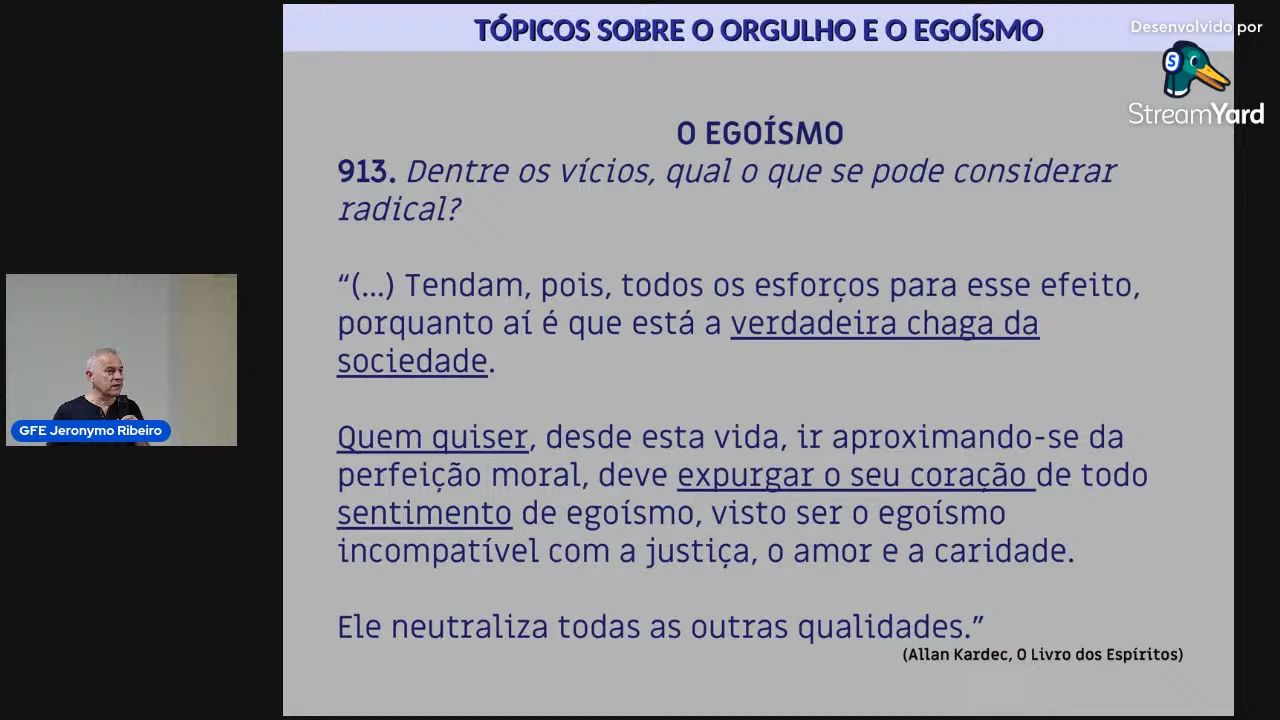 TÓPICOS SOBRE O ORGULHO E O EGOÍSMO
Desenvolvido por
StreamYard
O EGOÍSMO
913. Dentre os vícios, qual o que se pode considerar
radical?
“(...) Tendam, pois, todos os esforços para esse efeito,
porquanto aí é que está a verdadeira chaga da
sociedade.
Quem quiser, desde esta vida, ir aproximando-se da
perfeição moral, deve expurgar o seu coração de todo
sentimento de egoísmo, visto ser o egoísmo
incompatível com a justiça, o amor e a caridade.
Ele neutraliza todas as outras qualidades.”
(Allan Kardec, O Livro dos Espíritos)
GFE Jeronymo Ribeiro